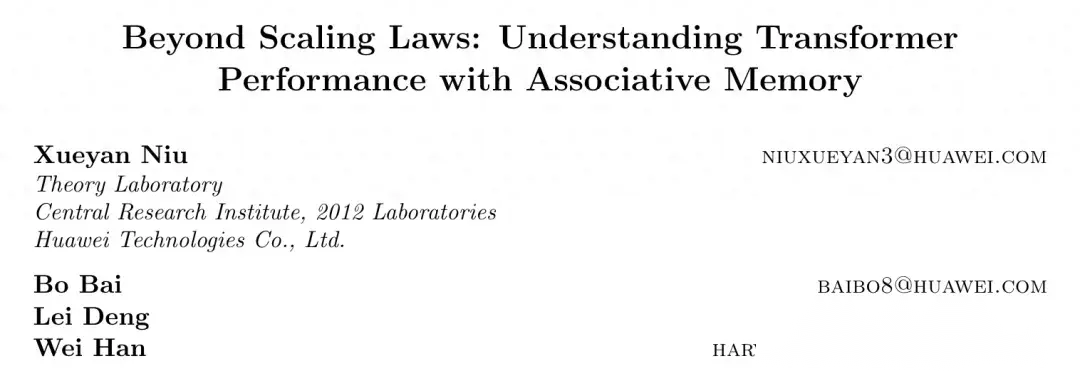 Beyond Scaling Laws: Understanding Transformer
Performance with Associative Memory
Xueyan Niu NIUXUEYAN3@HUAWEI.COM
Theory Laboratory
Central Research Institute, 2012 Laboratories
Huawei Technologies Co., Ltd.
Bo Bai BAIBO8@HUAWEI.COM
Lei Deng
Wei Han